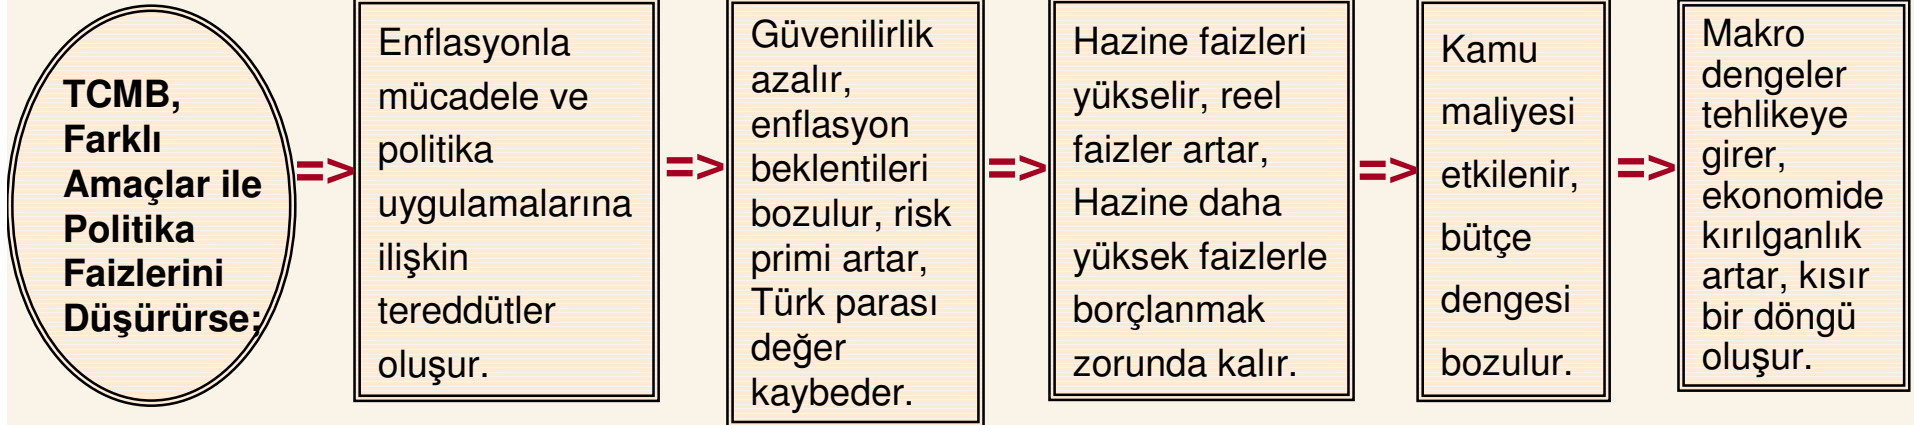 TCMB,
Farklı
Amaçlar ile
Politika
Faizlerini
Düşürürse;
=>
Enflasyonla
mücadele ve
politika
uygulamalarına
ilişkin
tereddütler
oluşur.
=>
Güvenilirlik
azalır,
enflasyon
beklentileri
bozulur, risk
primi artar,
Türk parası
değer
kaybeder.
=>
Hazine faizleri
yükselir, reel
faizler artar,
Hazine daha
yüksek faizlerle
borçlanmak
zorunda kalır.
=>
Kamu
maliyesi
etkilenir,
bütçe
dengesi
bozulur.
=>
Makro
dengeler
tehlikeye
girer,
ekonomide
kırılganlık
artar, kısır
bir döngü
oluşur.